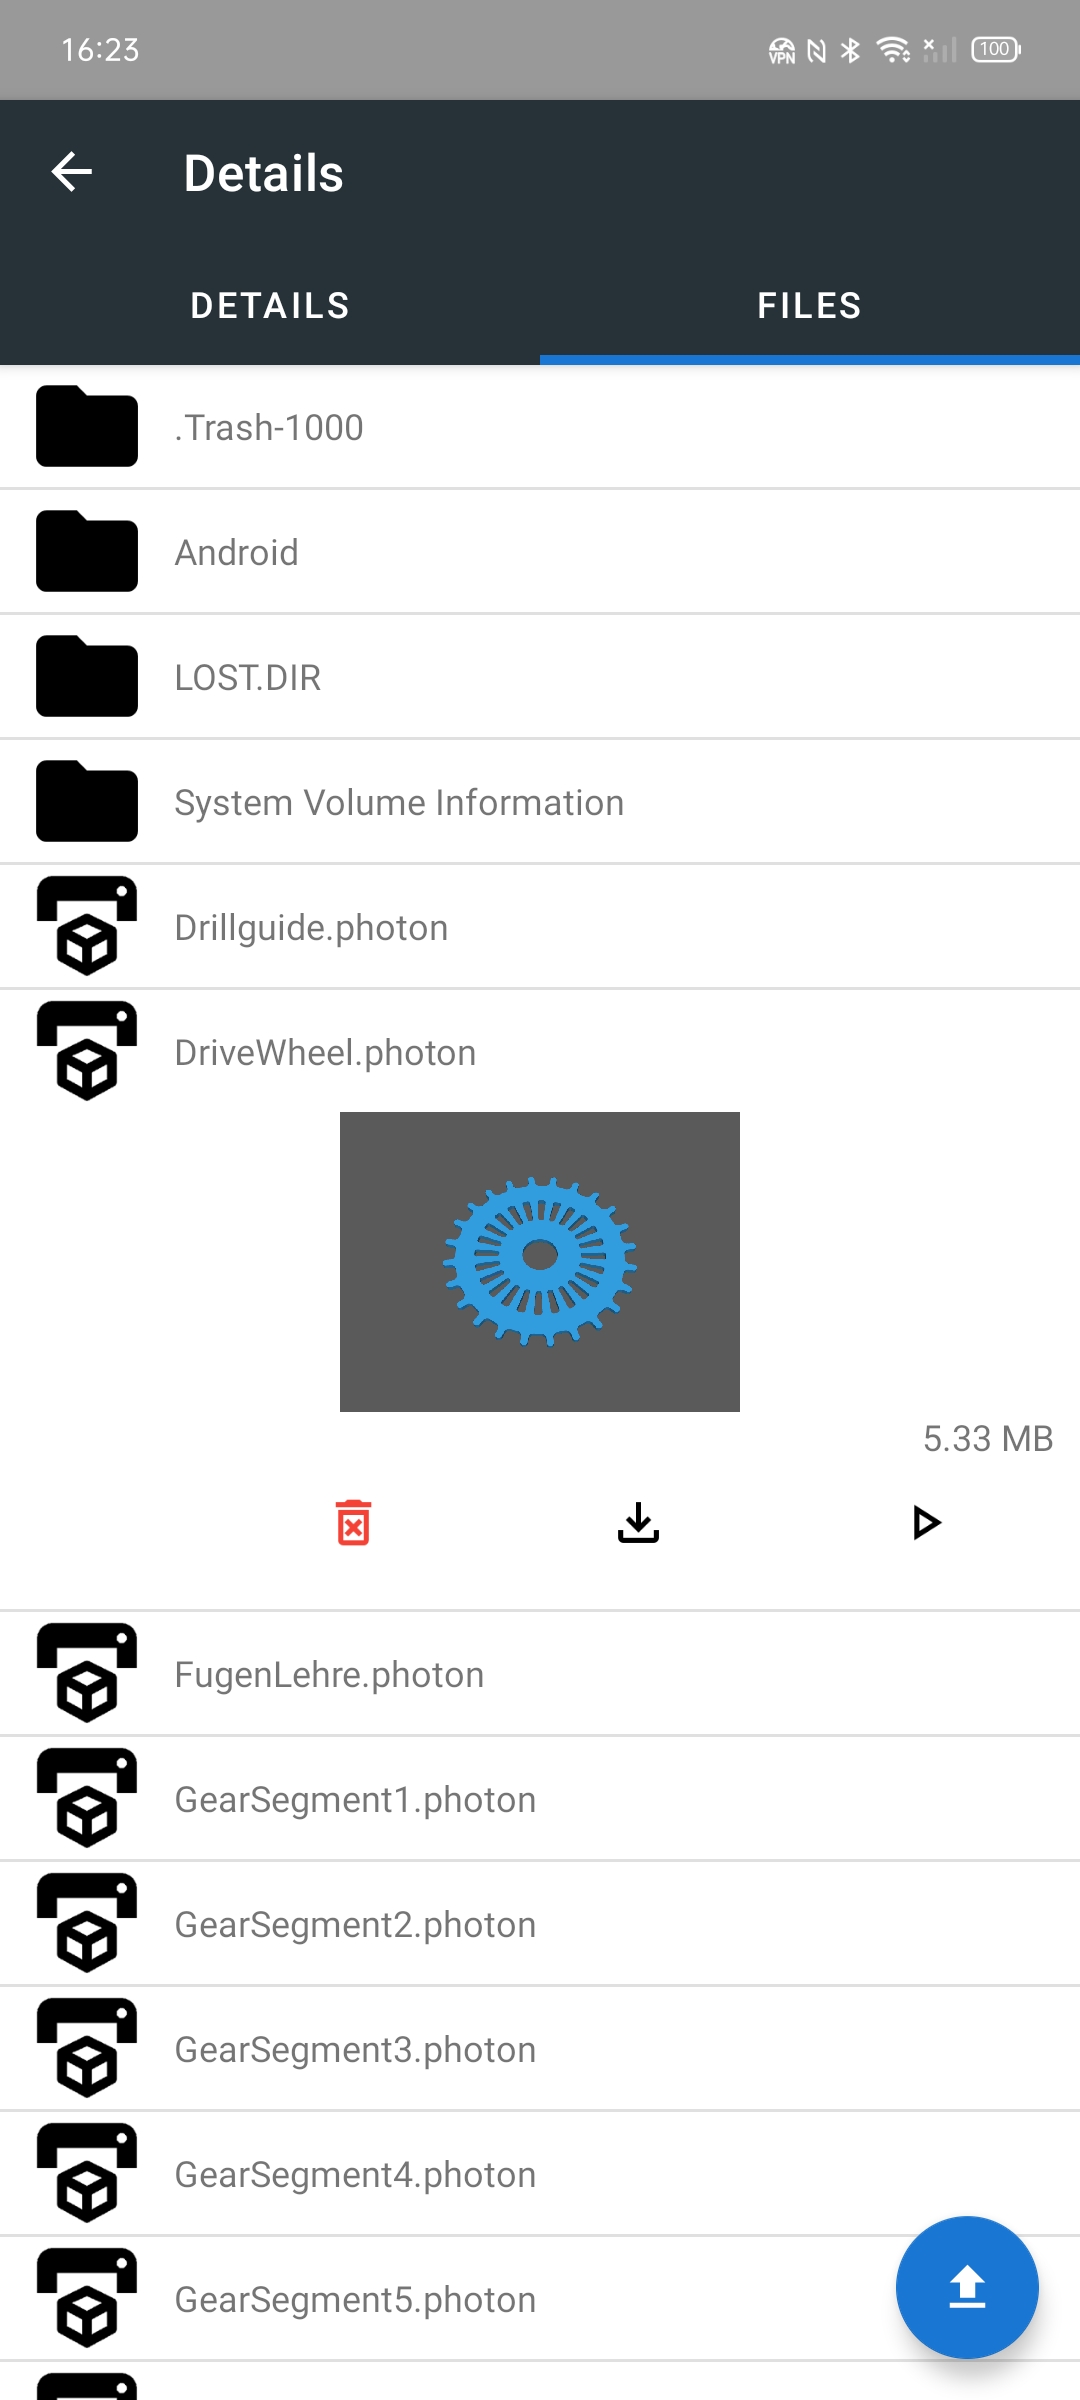 16:23
VPN
100
Details
DETAILS
FILES
.Trash-1000
Android
LOST.DIR
System Volume Information
Drillguide.photon
DriveWheel.photon
5.33 MB
FugenLehre.photon
GearSegment1.photon
GearSegment2.photon
GearSegment3.photon
GearSegment4.photon
GearSegment5.photon